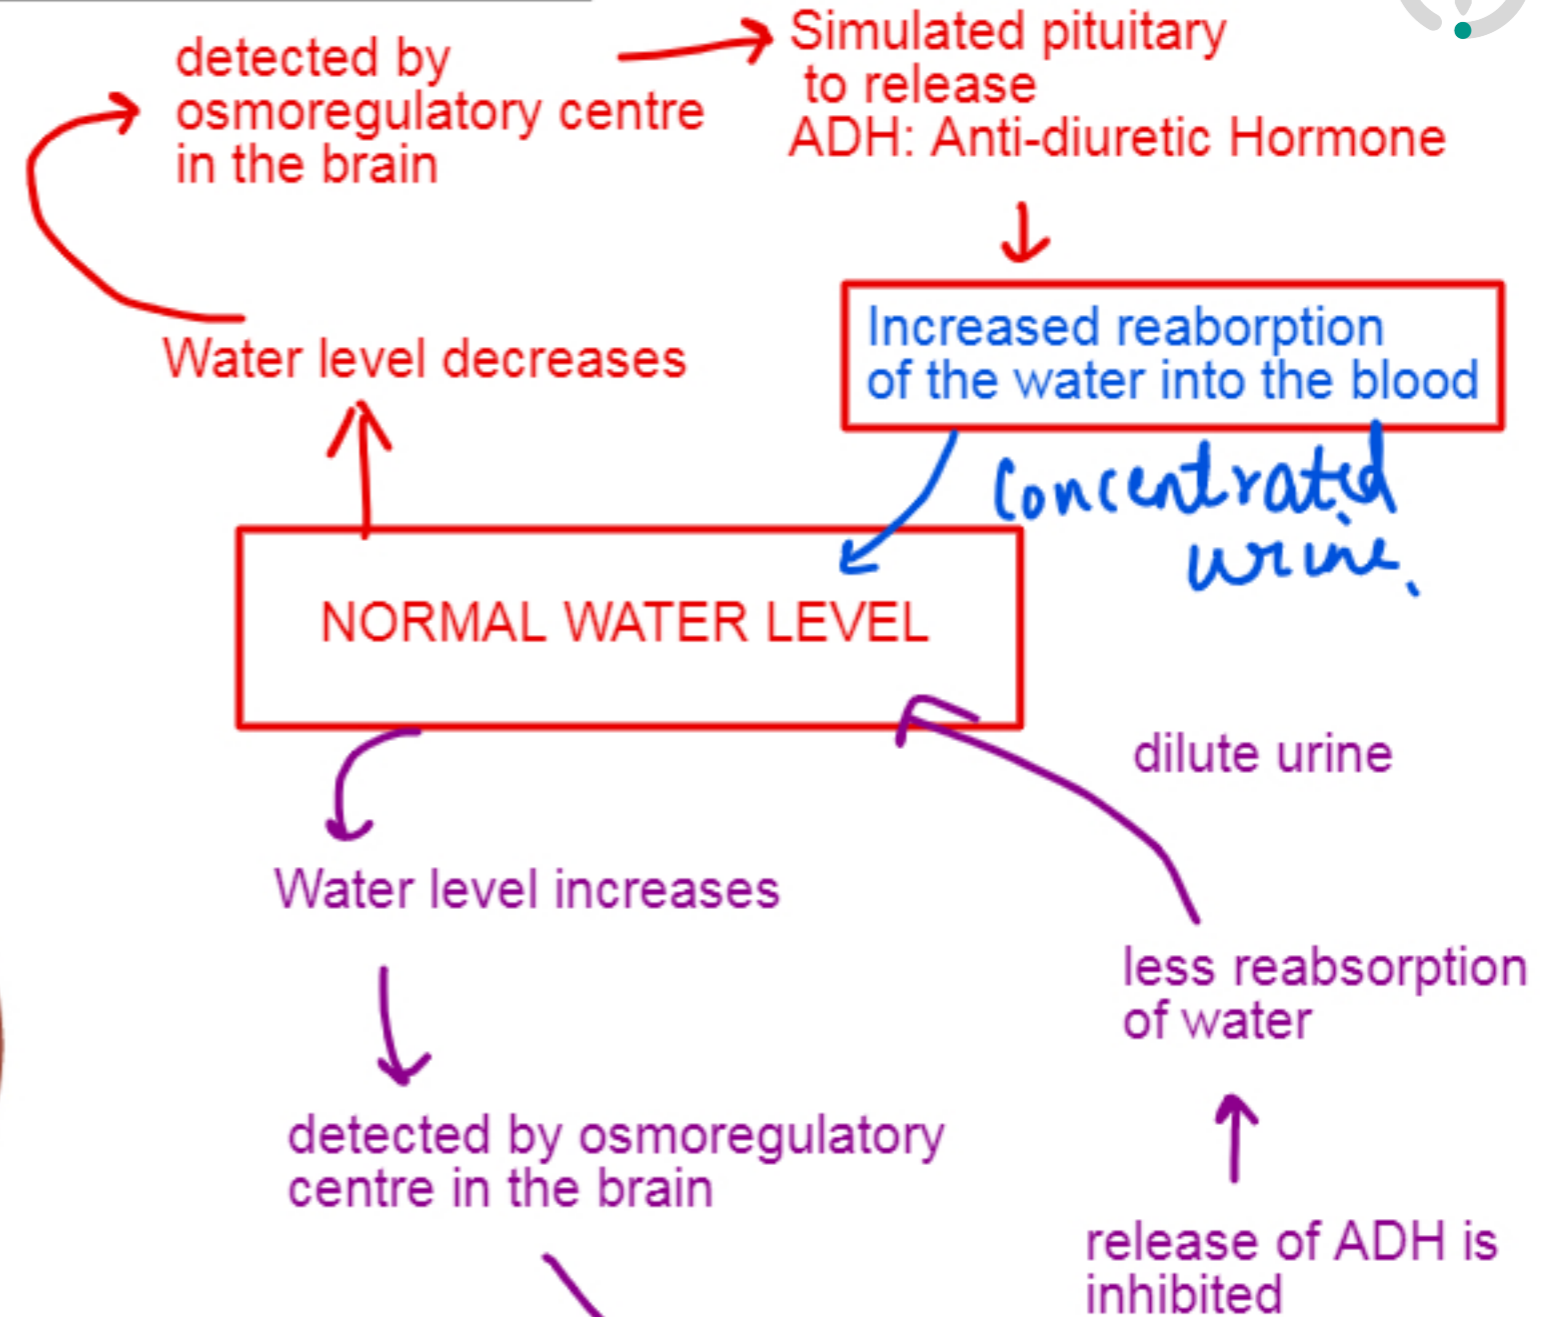 detected by
osmoregulatory centre
in the brain
Simulated pituitary
to release
ADH: Anti-diuretic Hormone
Water level decreases
Increased reaborption
of the water into the blood
Concentrated
urine.
NORMAL WATER LEVEL
dilute urine
Water level increases
less reabsorption
of water
detected by osmoregulatory
centre in the brain
release of ADH is
inhibited